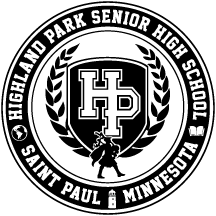 HIGHLAND PARK SENIOR HIGH SCHOOL
HP
SAINT PAUL MINNESOTA